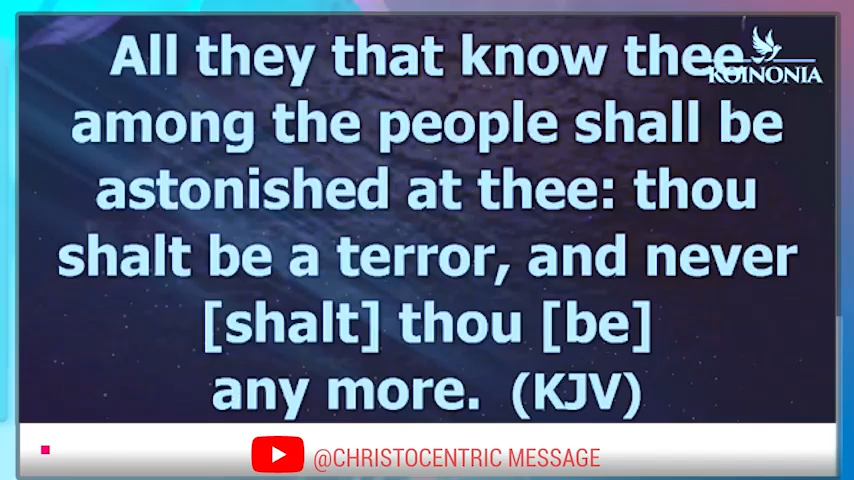 All they that know thee
KOINONIA
among the people shall be
astonished at thee: thou
shalt be a terror, and never
[shalt] thou [be]
any more. (KJV)
@CHRISTOCENTRIC MESSAGE